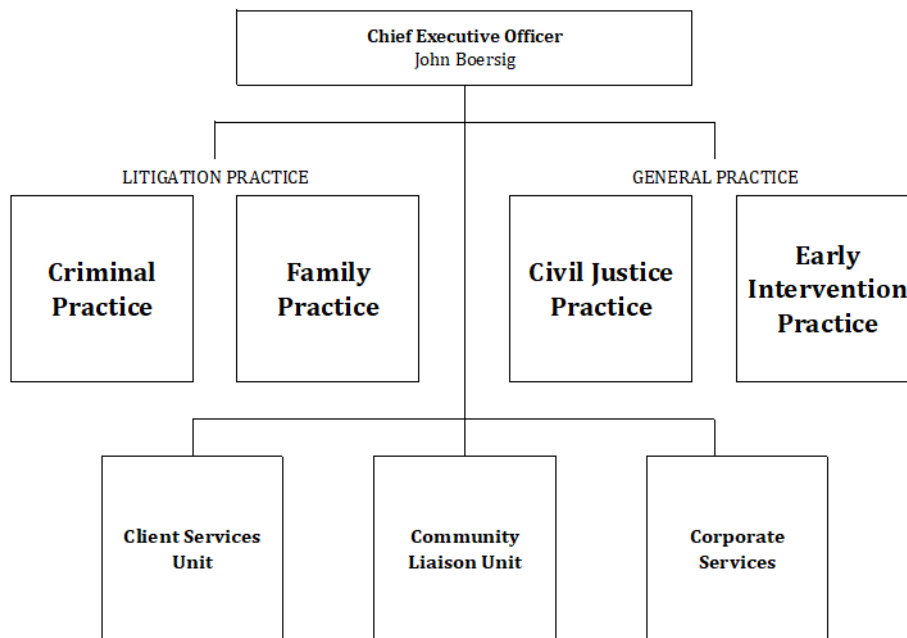 Chief Executive Officer
John Boersig
LITIGATION PRACTICE
GENERAL PRACTICE
Criminal
Practice
Family
Practice
Civil Justice
Practice
Early
Intervention
Practice
Client Services
Unit
Community
Liaison Unit
Corporate
Services